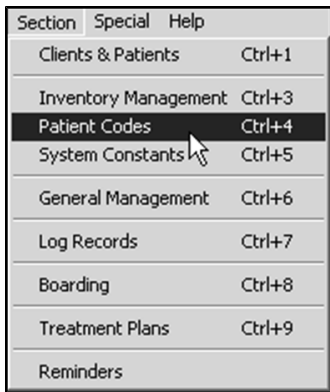 Section Special Help
Clients & Patients Ctrl+1
Inventory Management Ctrl+3
Patient Codes Ctrl+4
System Constants Ctrl+5
General Management Ctrl+6
Log Records Ctrl+7
Boarding Ctrl+8
Treatment Plans Ctrl+9
Reminders